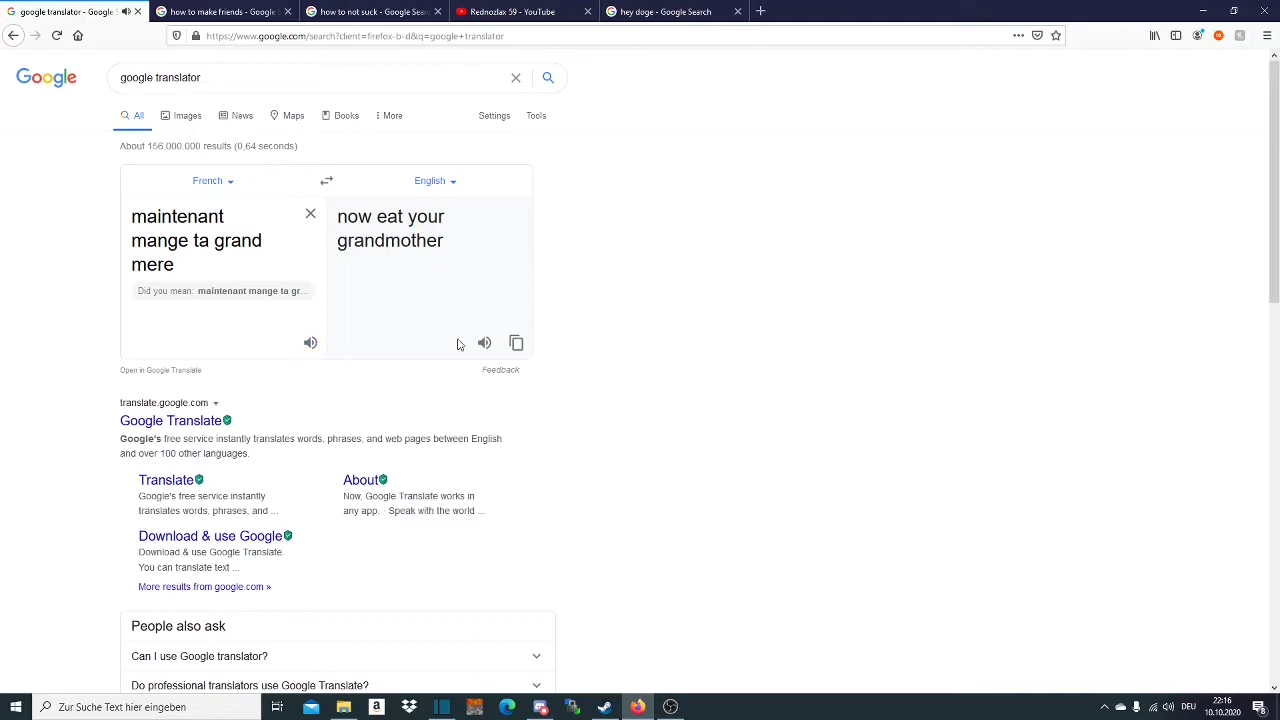 google translator - Google S
how to make friends - Google
how to not suck - Google Searc
Rednozlax 59 - YouTube
hey doge - Google Search
https://www.google.com/search?client=firefox-b-d&q=google+translator
Google
google translator
All
Images
News
Maps
Books
More
Settings
Tools
About 156.000.000 results (0,64 seconds)
French
English
maintenant
mange ta grand
mere
now eat your
grandmother
Did you mean: maintenant mange ta gr...
Open in Google Translate
Feedback
translate.google.com
Google Translate
Google's free service instantly translates words, phrases, and web pages between English
and over 100 other languages.
Translate
Google's free service instantly
translates words, phrases, and ...
About
Now, Google Translate works in
any app. · Speak with the world ...
Download & use Google
Download & use Google Translate.
You can translate text ...
More results from google.com »
People also ask
Can I use Google translator?
Do professional translators use Google Translate?
Zur Suche Text hier eingeben
DEU
22:16
10.10.2020